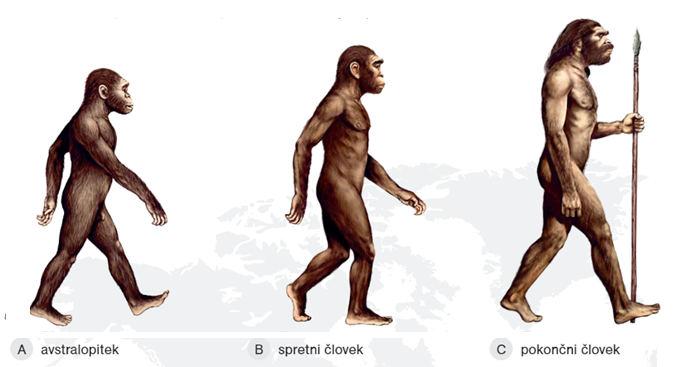 A avstralopitek
B spretni človek
C pokončni človek